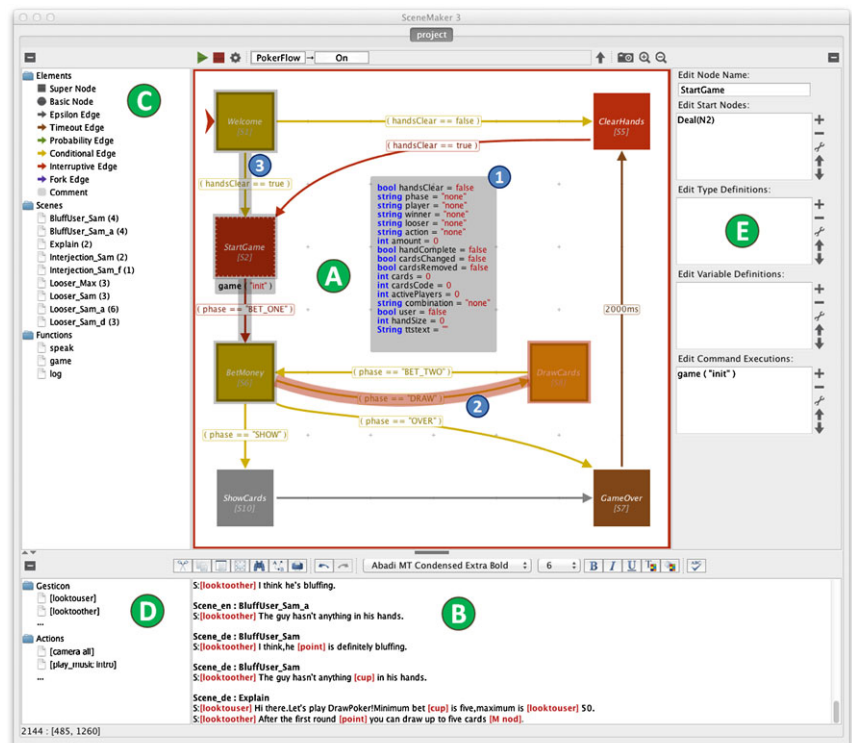 SceneMaker 3
project
PokerFlow → On
Elements
Super Node
Basic Node
Epsilon Edge
Timeout Edge
Probability Edge
Conditional Edge
Interruptive Edge
Fork Edge
Comment
Scenes
BluffUser_Sam (4)
BluffUser_Sam_a (4)
Explain (2)
Interjection_Sam (2)
Interjection_Sam_f (1)
Looser_Max (3)
Looser_Sam (3)
Looser_Sam_a (6)
Looser_Sam_d (3)
Functions
speak
game
log
C
Welcome
( handsClear == false )
ClearHands
[S5]
( handsClear == true )
3
( handsClear == true )
1
bool handsClear = false
string phase = "none"
string player = "none"
string winner = "none"
string looser = "none"
string action = "none"
int amount = 0
bool handComplete = false
bool cardsChanged = false
bool cardsRemoved = false
int cards = 0
int cardsCode = 0
int activePlayers = 0
string combination = "none"
bool user = false
int handSize = 0
String ttstext = ""
StartGame
[S2]
game ( "init" )
A
( phase == "BET_ONE" )
2000ms
BetMoney
( phase == "BET_TWO" )
DrawCards
( phase == "DRAW" )
2
( phase == "OVER" )
( phase == "SHOW" )
ShowCards
[S10]
GameOver
[S7]
Edit Node Name:
StartGame
Edit Start Nodes:
Deal(N2)
Edit Type Definitions:
E
Edit Variable Definitions:
Edit Command Executions:
game ( "init" )
Abadi MT Condensed Extra Bold 6 B I U
Gesticon
[looktouser]
[looktoother]
...
Actions
[camera all]
[play_music intro]
...
D
B
S:[looktoother] I think he's bluffing.
Scene_en : BluffUser_Sam_a
S:[looktoother] The guy hasn't anything in his hands.
Scene_de : BluffUser_Sam
S:[looktoother] I think,he [point] is definitely bluffing.
Scene_de : BluffUser_Sam
S:[looktoother] The guy hasn't anything [cup] in his hands.
Scene_de : Explain
S:[looktouser] Hi there.Let's play DrawPoker!Minimum bet [cup] is five,maximum is [looktouser] 50.
S:[looktoother] After the first round [point] you can draw up to five cards [M nod].
2144 : [485, 1260]